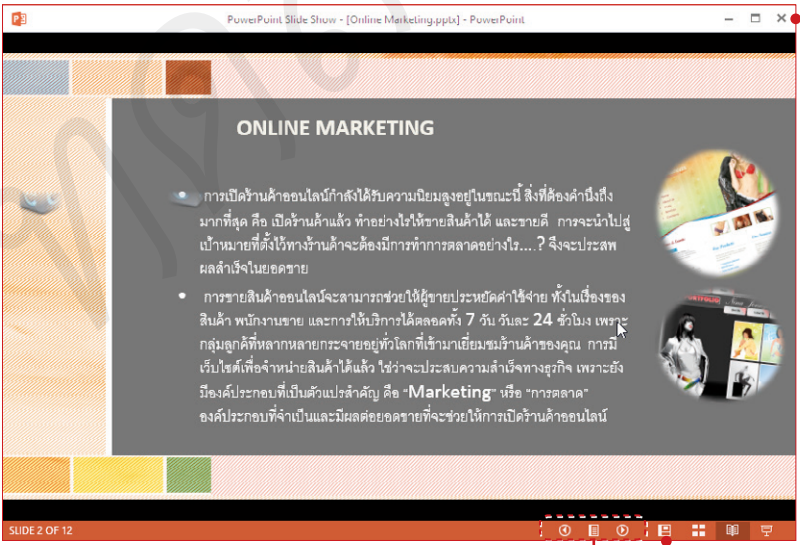 PowerPoint Slide Show - [Online Marketing.pptx] - PowerPoint
ONLINE MARKETING
• การเปิดร้านค้าออนไลน์กำลังได้รับความนิยมสูงอยู่ในขณะนี้ สิ่งที่ต้องคำนึงถึง
มากที่สุด คือ เปิดร้านค้าแล้ว ทำอย่างไรให้ขายสินค้าได้ และขายดี การจะนำไปสู่
เป้าหมายที่ตั้งไว้ทางร้านค้าจะต้องมีการทำการตลาดอย่างไร....? จึงจะประสพ
ผลสำเร็จในยอดขาย
• การขายสินค้าออนไลน์จะสามารถช่วยให้ผู้ขายประหยัดค่าใช้จ่าย ทั้งในเรื่องของ
สินค้า พนักงานขาย และการให้บริการได้ตลอดทั้ง 7 วัน วันละ 24 ชั่วโมง เพราะ
กลุ่มลูกค้าที่หลากหลายกระจายอยู่ทั่วโลกที่เข้ามาเยี่ยมชมร้านค้าของคุณ การมี
เว็บไซต์เพื่อจำหน่ายสินค้าได้แล้ว ใช่ว่าจะประสบความสำเร็จทางธุรกิจ เพราะยัง
มีองค์ประกอบที่เป็นตัวแปรสำคัญ คือ "Marketing" หรือ "การตลาด"
องค์ประกอบที่จำเป็นและมีผลต่อยอดขายที่จะช่วยให้การเปิดร้านค้าออนไลน์
SLIDE 2 OF 12